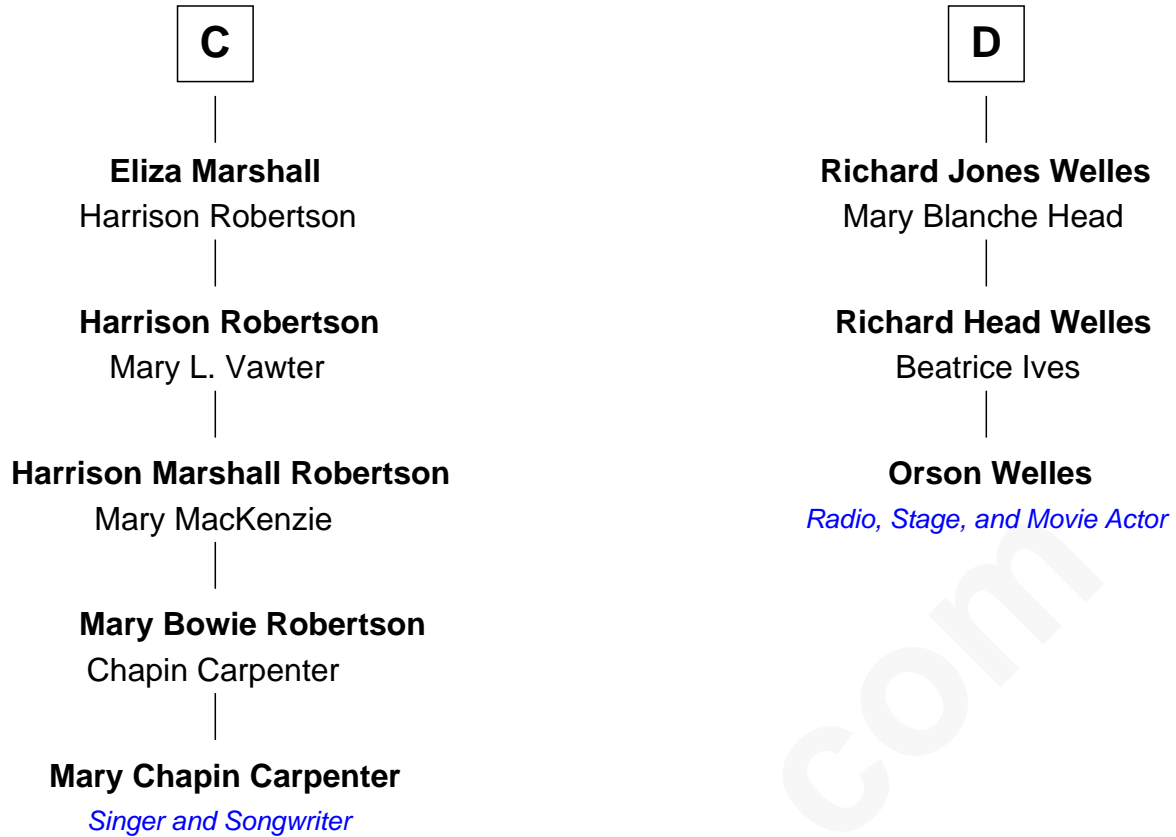 C
Eliza Marshall
Harrison Robertson
Harrison Robertson
Mary L. Vawter
Harrison Marshall Robertson
Mary MacKenzie
Mary Bowie Robertson
Chapin Carpenter
Mary Chapin Carpenter
Singer and Songwriter
D
Richard Jones Welles
Mary Blanche Head
Richard Head Welles
Beatrice Ives
Orson Welles
Radio, Stage, and Movie Actor
com